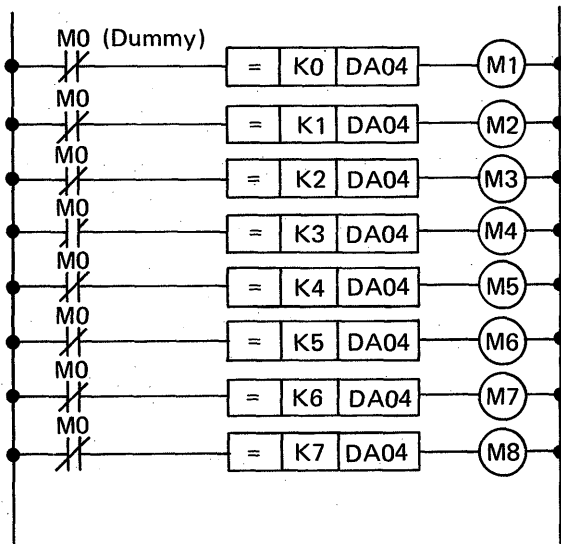 M0 (Dummy)
= K0 DA04 M1
M0
= K1 DA04 M2
M0
= K2 DA04 M3
M0
= K3 DA04 M4
M0
= K4 DA04 M5
M0
= K5 DA04 M6
M0
= K6 DA04 M7
M0
= K7 DA04 M8